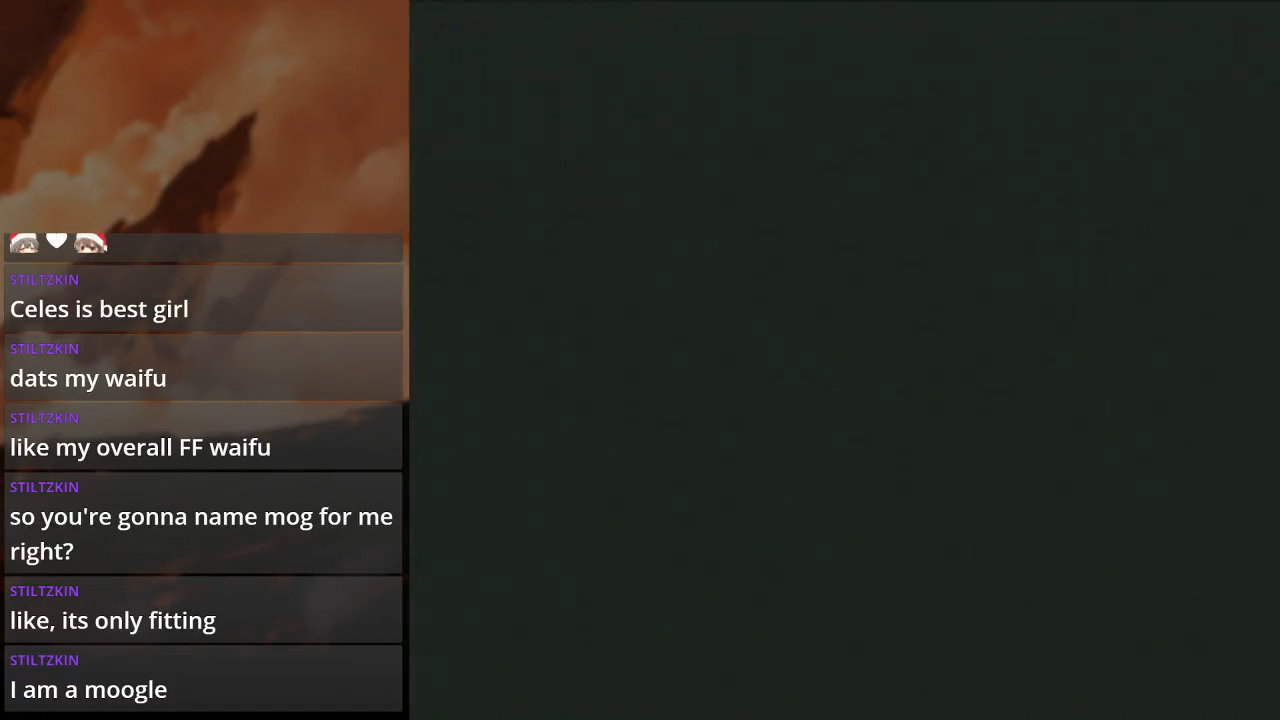 STILTZKIN
Celes is best girl
STILTZKIN
dats my waifu
STILTZKIN
like my overall FF waifu
STILTZKIN
so you're gonna name mog for me
right?
STILTZKIN
like, its only fitting
STILTZKIN
I am a moogle